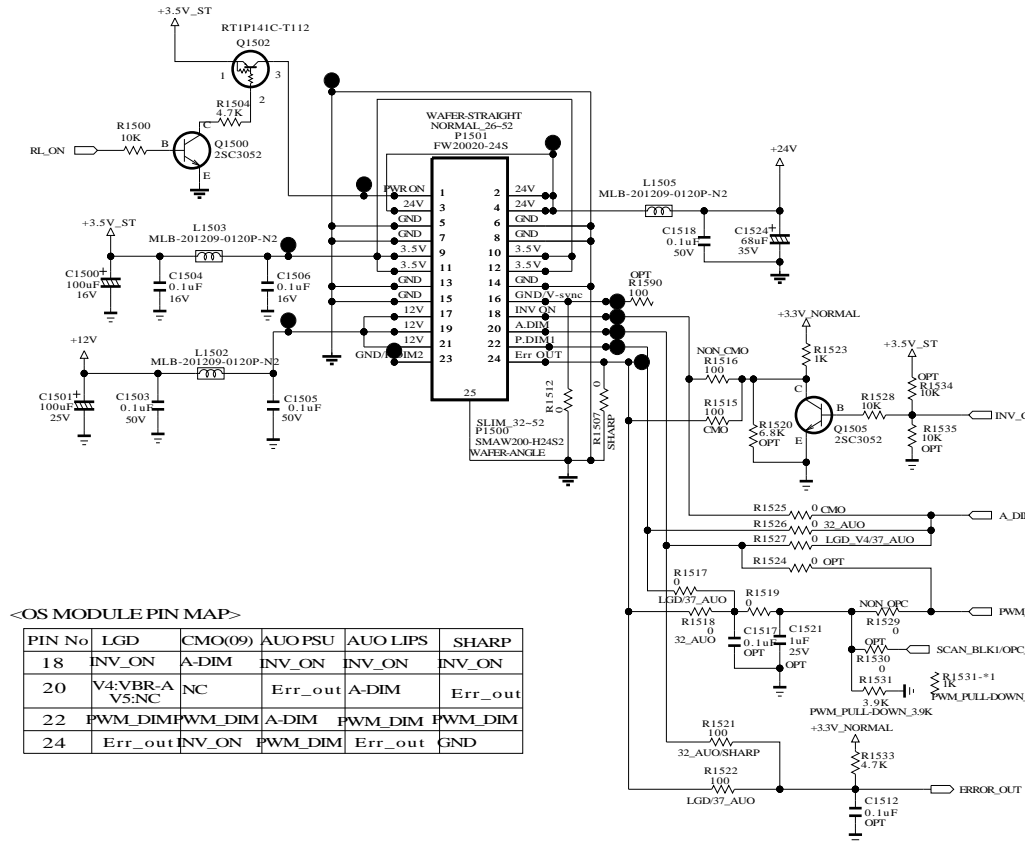 +3.5V_ST
RT1P141C-T112
Q1502
1
3
2
R1504
4.7K
R1500
10K
RL_ON
B
C
E
Q1500
2SC3052
WAFER-STRAIGHT
NORMAL_26~52
P1501
FW20020-24S
PWR ON 1 2 24V
24V 3 4 24V
GND 5 6 GND
GND 7 8 GND
3.5V 9 10 3.5V
3.5V 11 12 3.5V
GND 13 14 GND
GND 15 16 GND/V-sync
12V 17 18 INV ON
12V 19 20 A.DIM
12V 21 22 P.DIM1
23 24 Err OUT
25
SLIM_32~52
P1500
SMAW200-H24S2
WAFER-ANGLE
+3.5V_ST
L1503
MLB-201209-0120P-N2
C1500
100uF
16V
C1504
0.1uF
16V
C1506
0.1uF
16V
+12V
L1502
MLB-201209-0120P-N2
C1501
100uF
25V
C1503
0.1uF
50V
C1505
0.1uF
50V
+24V
L1505
MLB-201209-0120P-N2
C1518
0.1uF
50V
C1524
68uF
35V
OPT
R1590
100
R1512
0
R1507
0
SHARP
NON_CMO
R1516
100
R1515
100
CMO
+3.3V_NORMAL
R1523
1K
C
B
E
Q1505
2SC3052
R1520
6.8K
OPT
R1528
10K
+3.5V_ST
OPT
R1534
10K
R1535
10K
OPT
R1525 0 CMO
R1526 0 32_AUO
R1527 0 LGD_V4/37_AUO
R1524 0 OPT
R1517
0
LGD/37_AUO
R1518
0
32_AUO
R1519
0
C1517
0.1uF
OPT
C1521
1uF
25V
OPT
NON_OPC
R1529
0
OPT
R1530
0
SCAN_BLK1/OPC
R1531
3.9K
PWM_PULL-DOWN_3.9K
R1531-*1
1K
PWM_PULL-DOWN_
R1521
100
32_AUO/SHARP
R1522
100
LGD/37_AUO
+3.3V_NORMAL
R1533
4.7K
ERROR_OUT
C1512
0.1uF
OPT
<OS MODULE PIN MAP>
PIN No LGD CMO(09) AUO PSU AUO LIPS SHARP
18 INV_ON A-DIM INV_ON INV_ON INV_ON
20 V4:VBR-A V5:NC NC Err_out A-DIM Err_out
22 PWM_DIM PWM_DIM A-DIM PWM_DIM PWM_DIM
24 Err_out INV_ON PWM_DIM Err_out GND